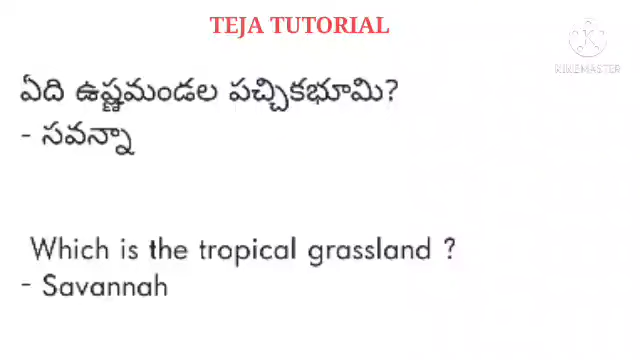 TEJA TUTORIAL
KINEMASTER
ఏది ఉష్ణమండల పచ్చికభూమి?
- సవన్నా
Which is the tropical grassland ?
- Savannah